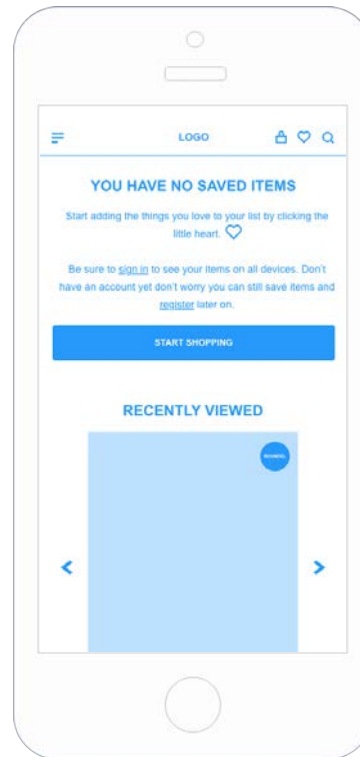 LOGO
YOU HAVE NO SAVED ITEMS
Start adding the things you love to your list by clicking the
little heart.
Be sure to sign in to see your items on all devices. Don't
have an account yet don't worry you can still save items and
register later on.
START SHOPPING
RECENTLY VIEWED